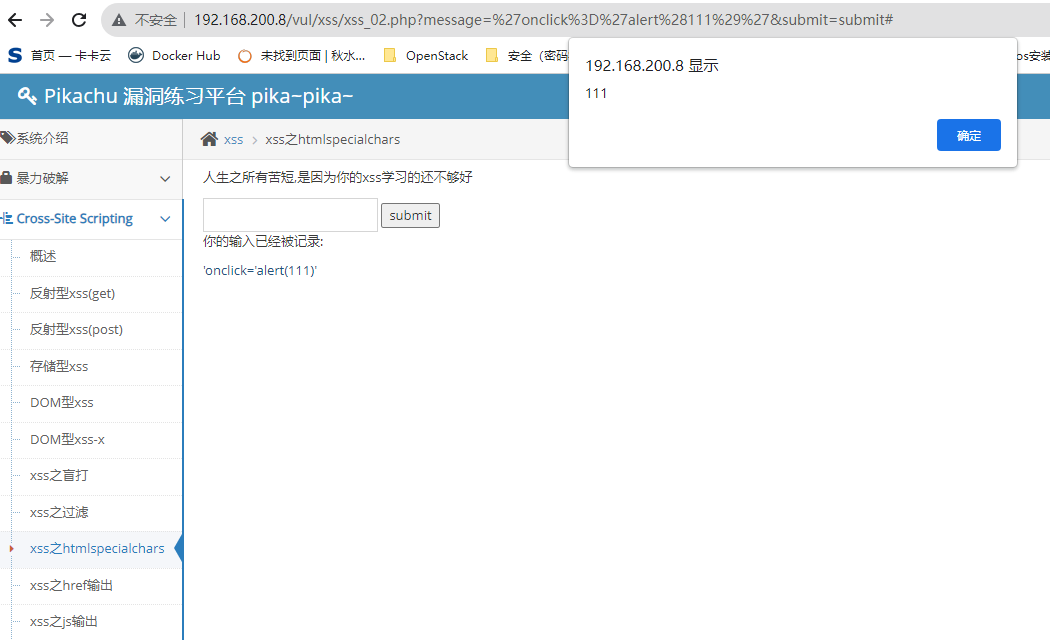 不安全 | 192.168.200.8/vul/xss/xss_02.php?message=%27onclick%3D%27alert%28111%29%27&submit=submit#
首页 — 卡卡云 Docker Hub 未找到页面 | 秋水... OpenStack 安全（密码
os安装
192.168.200.8 显示
111
确定
Pikachu 漏洞练习平台 pika~pika~
系统介绍
暴力破解
Cross-Site Scripting
概述
反射型xss(get)
反射型xss(post)
存储型xss
DOM型xss
DOM型xss-x
xss之盲打
xss之过滤
xss之htmlspecialchars
xss之href输出
xss之js输出
xss > xss之htmlspecialchars
人生之所有苦短,是因为你的xss学习的还不够好
submit
你的输入已经被记录:
'onclick='alert(111)'